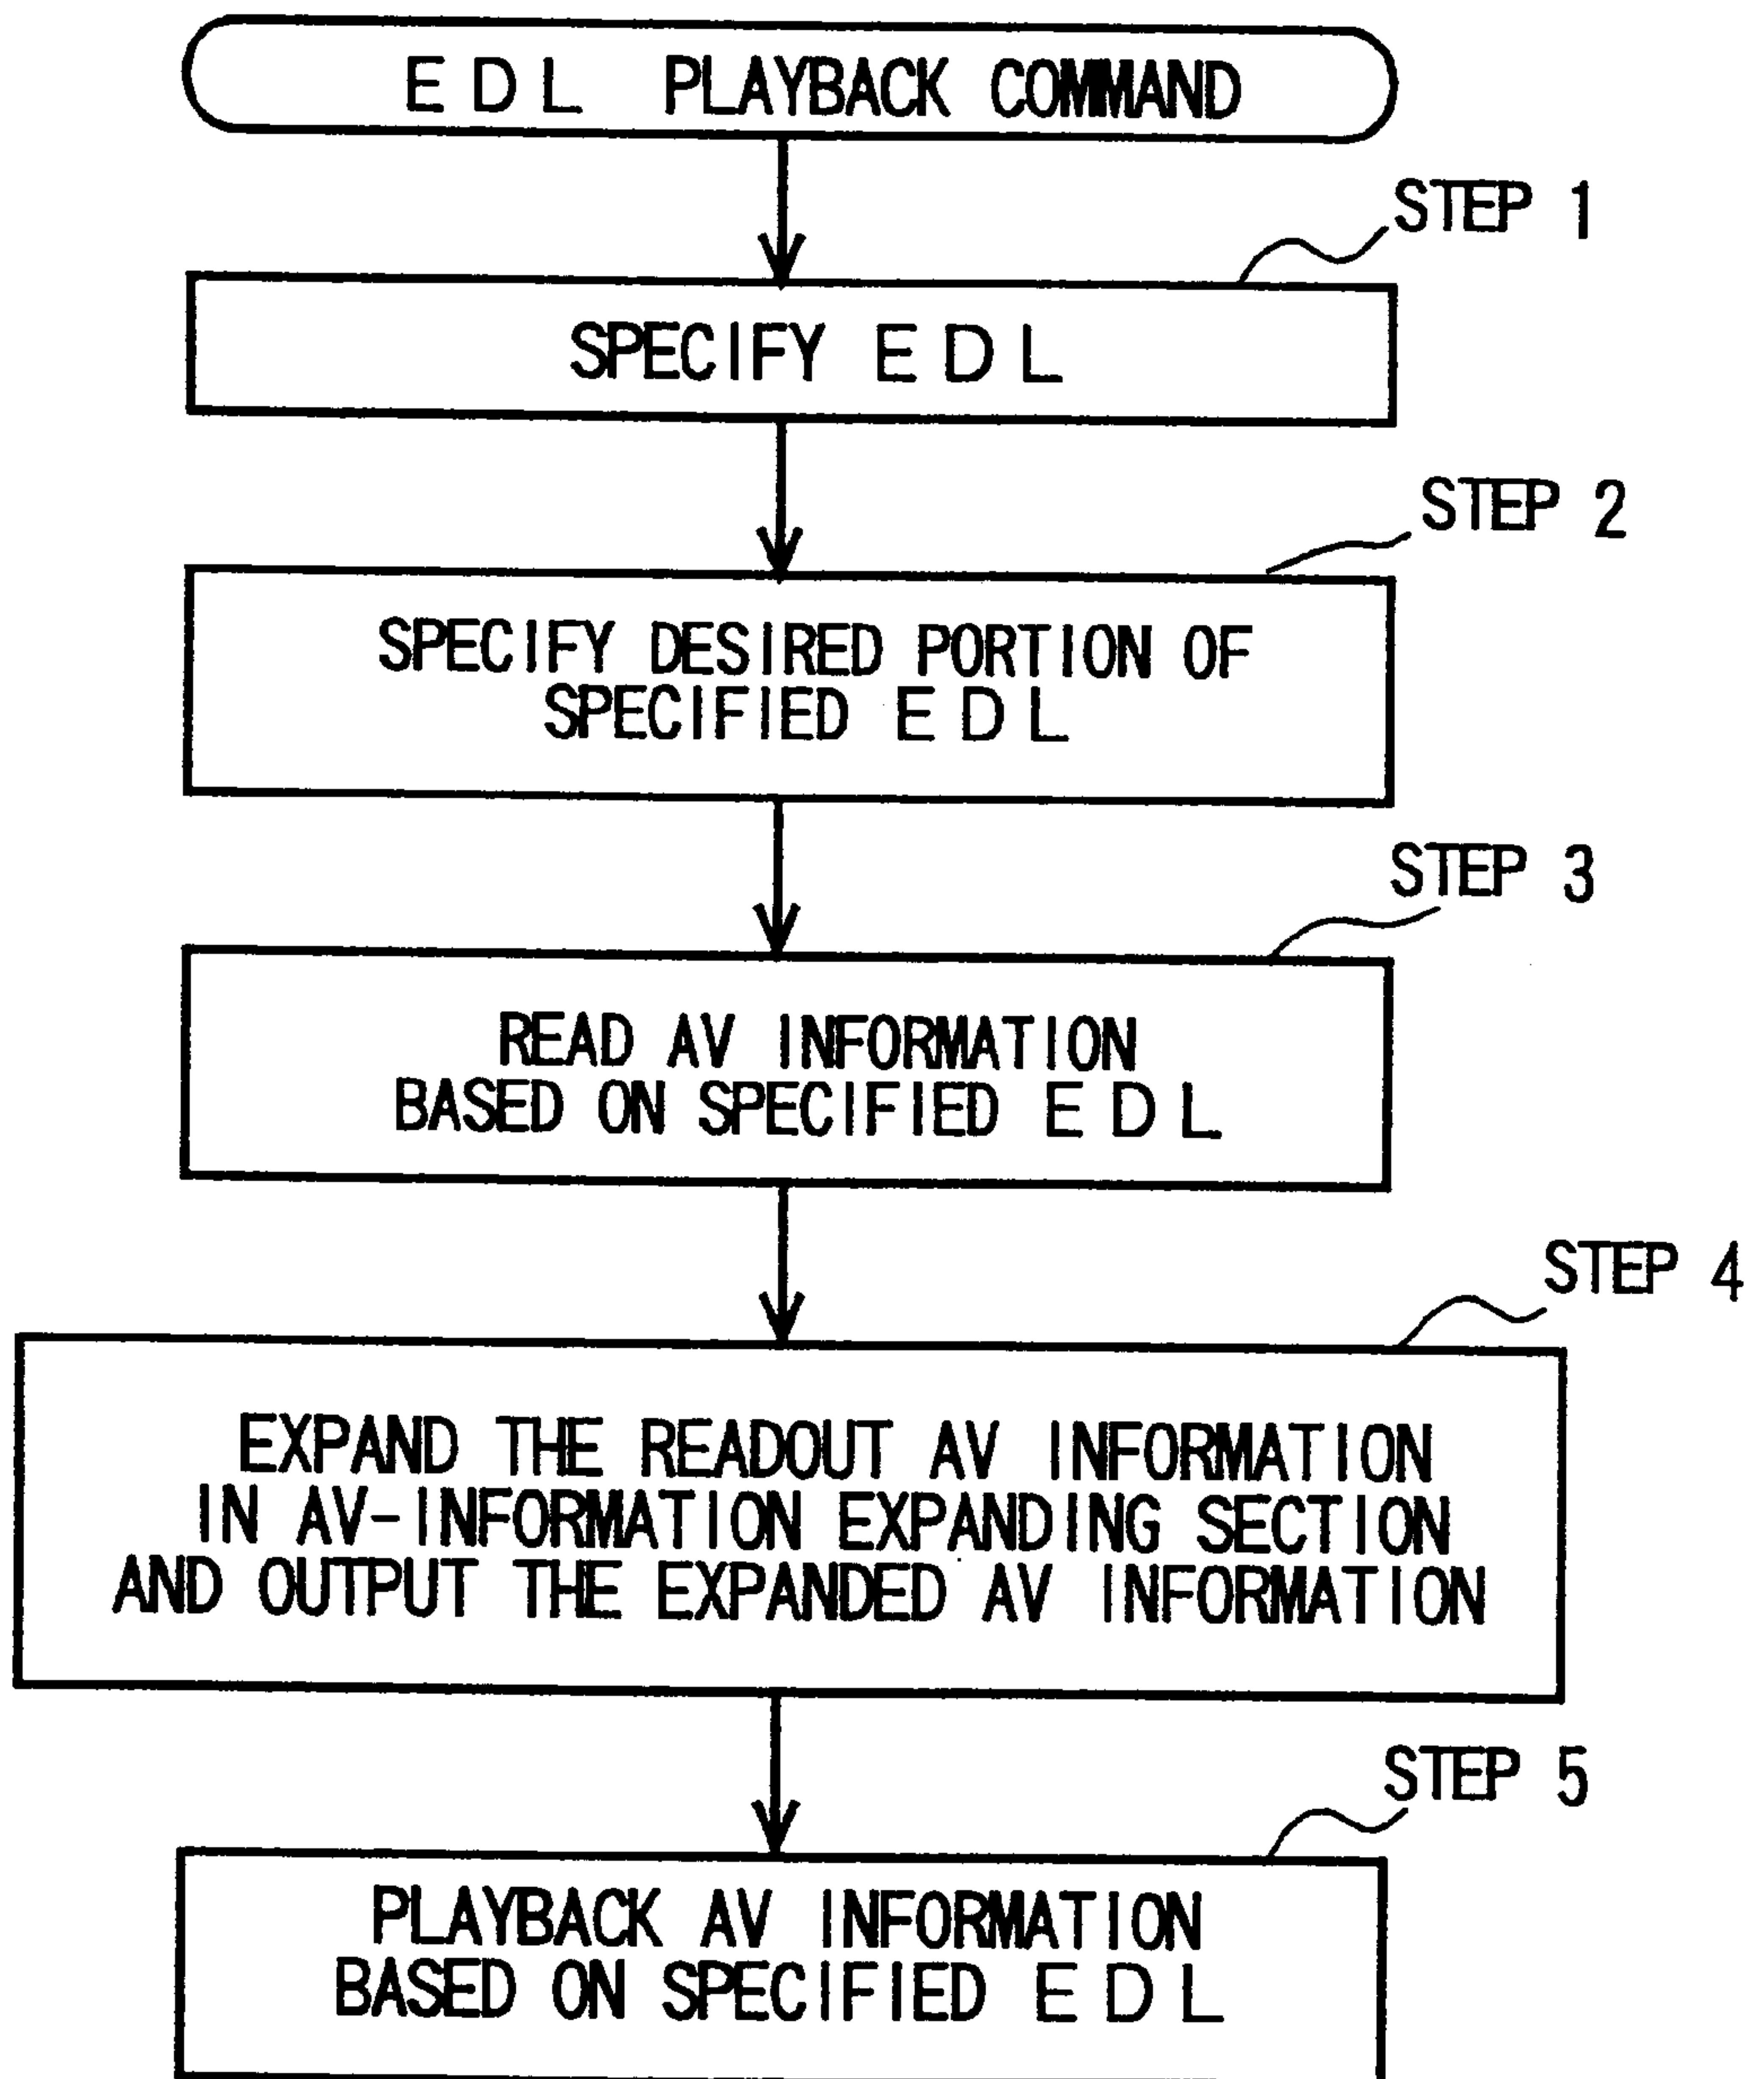 EDL PLAYBACK COMMAND
STEP 1
SPECIFY EDL
STEP 2
SPECIFY DESIRED PORTION OF
SPECIFIED EDL
STEP 3
READ AV INFORMATION
BASED ON SPECIFIED EDL
STEP 4
EXPAND THE READOUT AV INFORMATION
IN AV-INFORMATION EXPANDING SECTION
AND OUTPUT THE EXPANDED AV INFORMATION
STEP 5
PLAYBACK AV INFORMATION
BASED ON SPECIFIED EDL